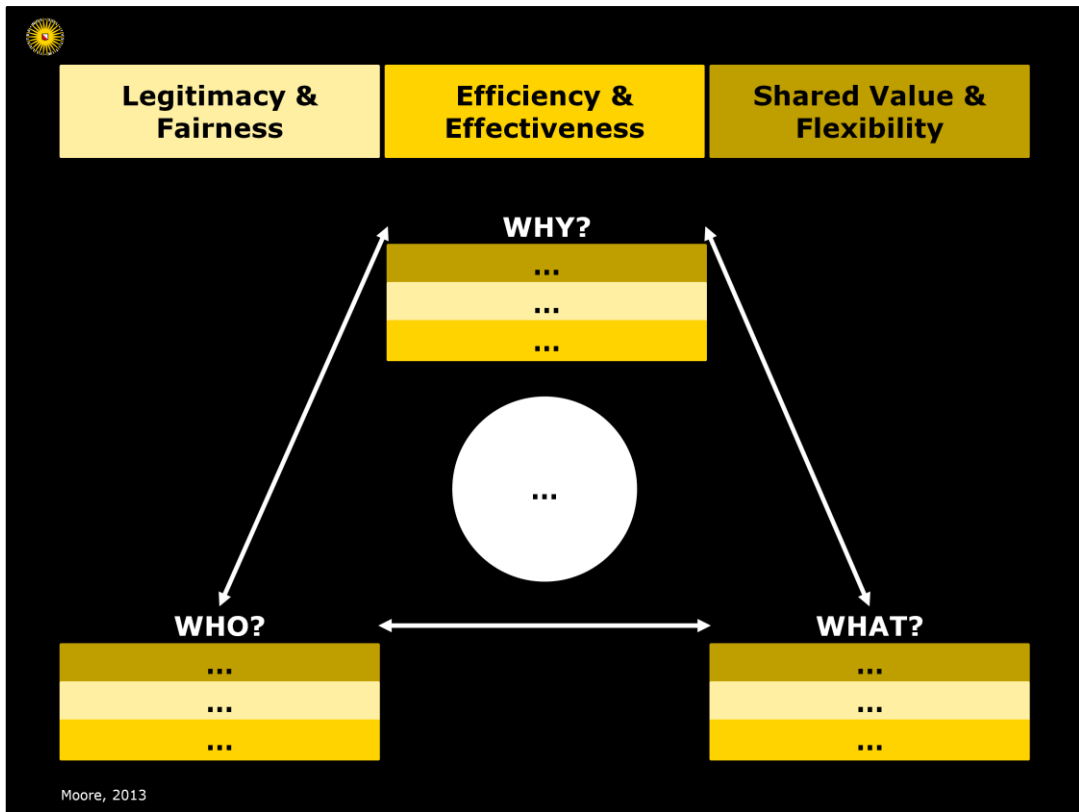 Legitimacy &
Fairness
Efficiency &
Effectiveness
Shared Value &
Flexibility
WHY?
...
...
...
...
WHO?
...
...
...
WHAT?
...
...
...
Moore, 2013